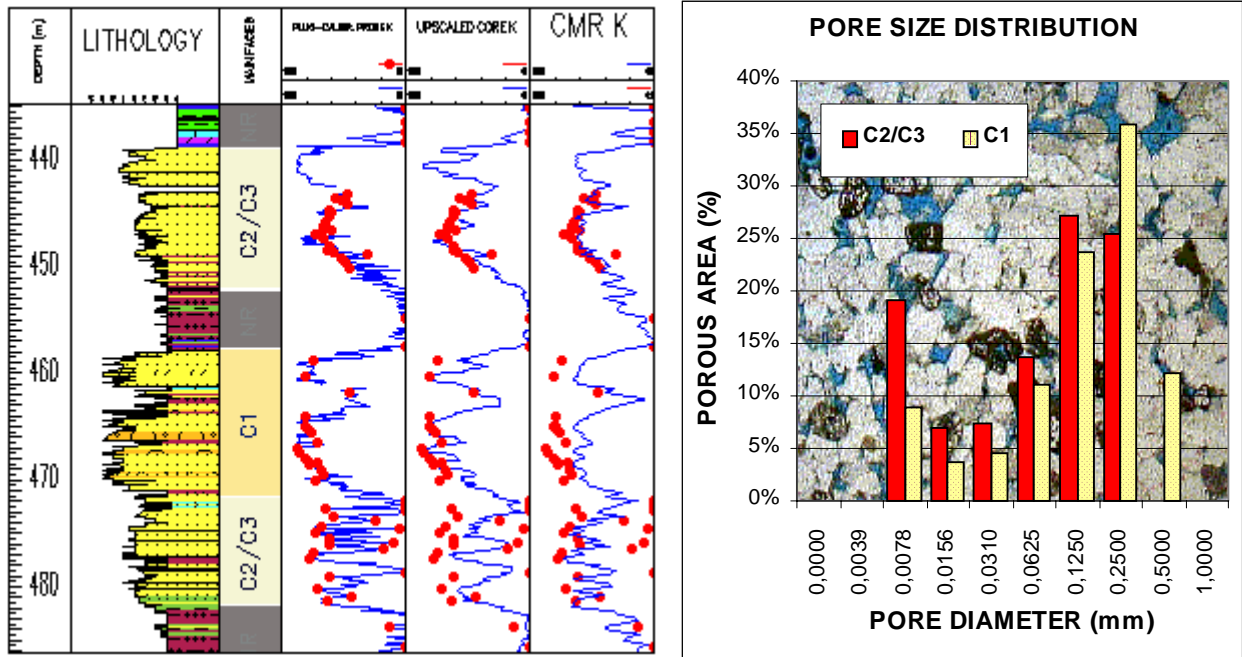 DEPTH (m)
LITHOLOGY
MAIN FACIES
PLUG-CALIBR. PROBE K
UPSCALED CORE K
CMR K
440
450
460
470
480
NR
C2/C3
NR
C1
C2/C3
PORE SIZE DISTRIBUTION
C2/C3
C1
POROUS AREA (%)
40%
35%
30%
25%
20%
15%
10%
5%
0%
0,0000
0,0039
0,0078
0,0156
0,0310
0,0625
0,1250
0,2500
0,5000
1,0000
PORE DIAMETER (mm)